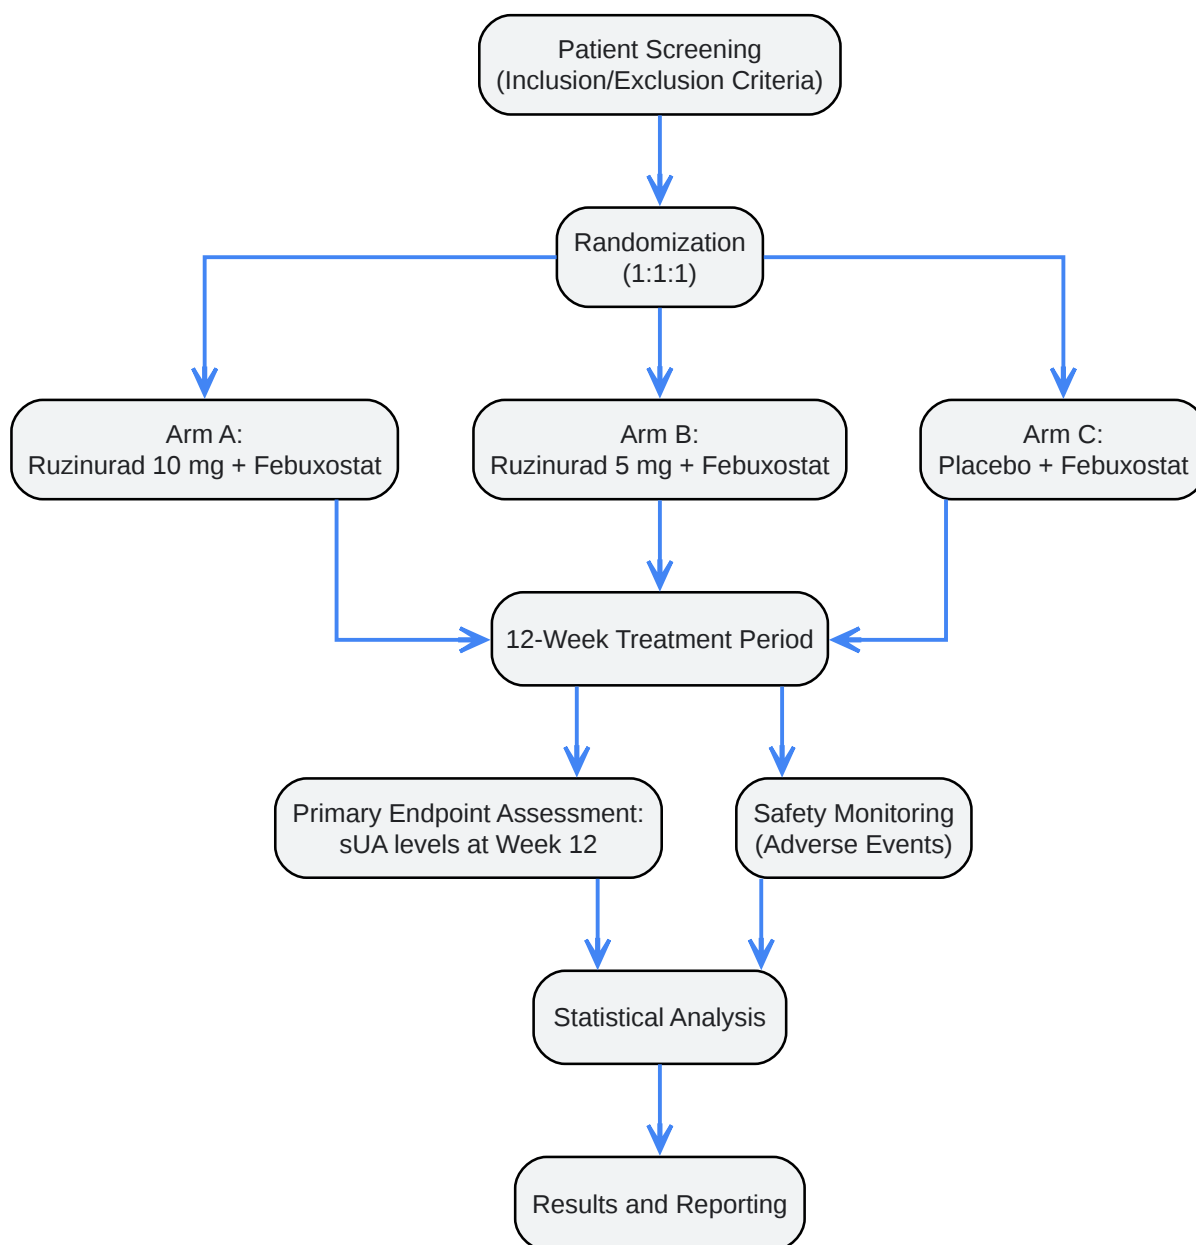 Patient Screening
(Inclusion/Exclusion Criteria)
Randomization
(1:1:1)
Arm A:
Ruzinurad 10 mg + Febuxostat
Arm B:
Ruzinurad 5 mg + Febuxostat
Arm C:
Placebo + Febuxostat
12-Week Treatment Period
Primary Endpoint Assessment:
sUA levels at Week 12
Safety Monitoring
(Adverse Events)
Statistical Analysis
Results and Reporting